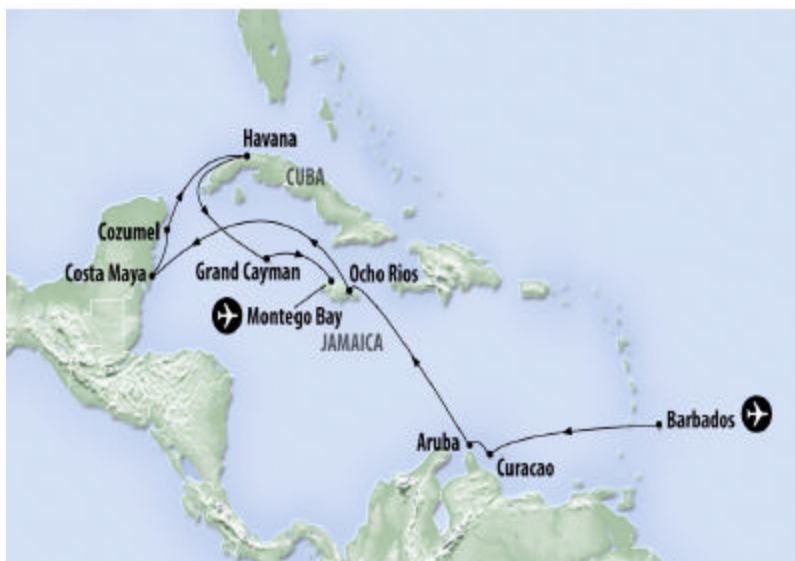 Havana
CUBA
Cozumel
Costa Maya
Grand Cayman
Ocho Rios
Montego Bay
JAMAICA
Barbados
Aruba
Curacao